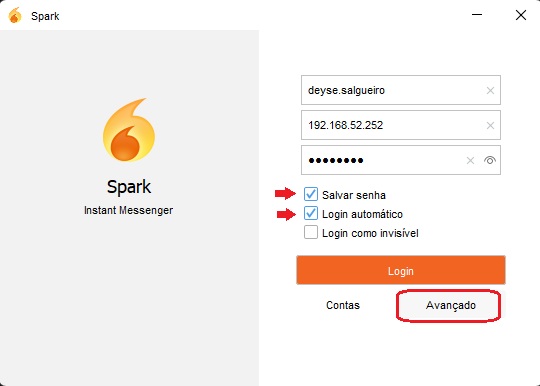 Spark
deyse.salgueiro
192.168.52.252
Spark
Instant Messenger
Salvar senha
Login automático
Login como invisível
Login
Contas
Avançado